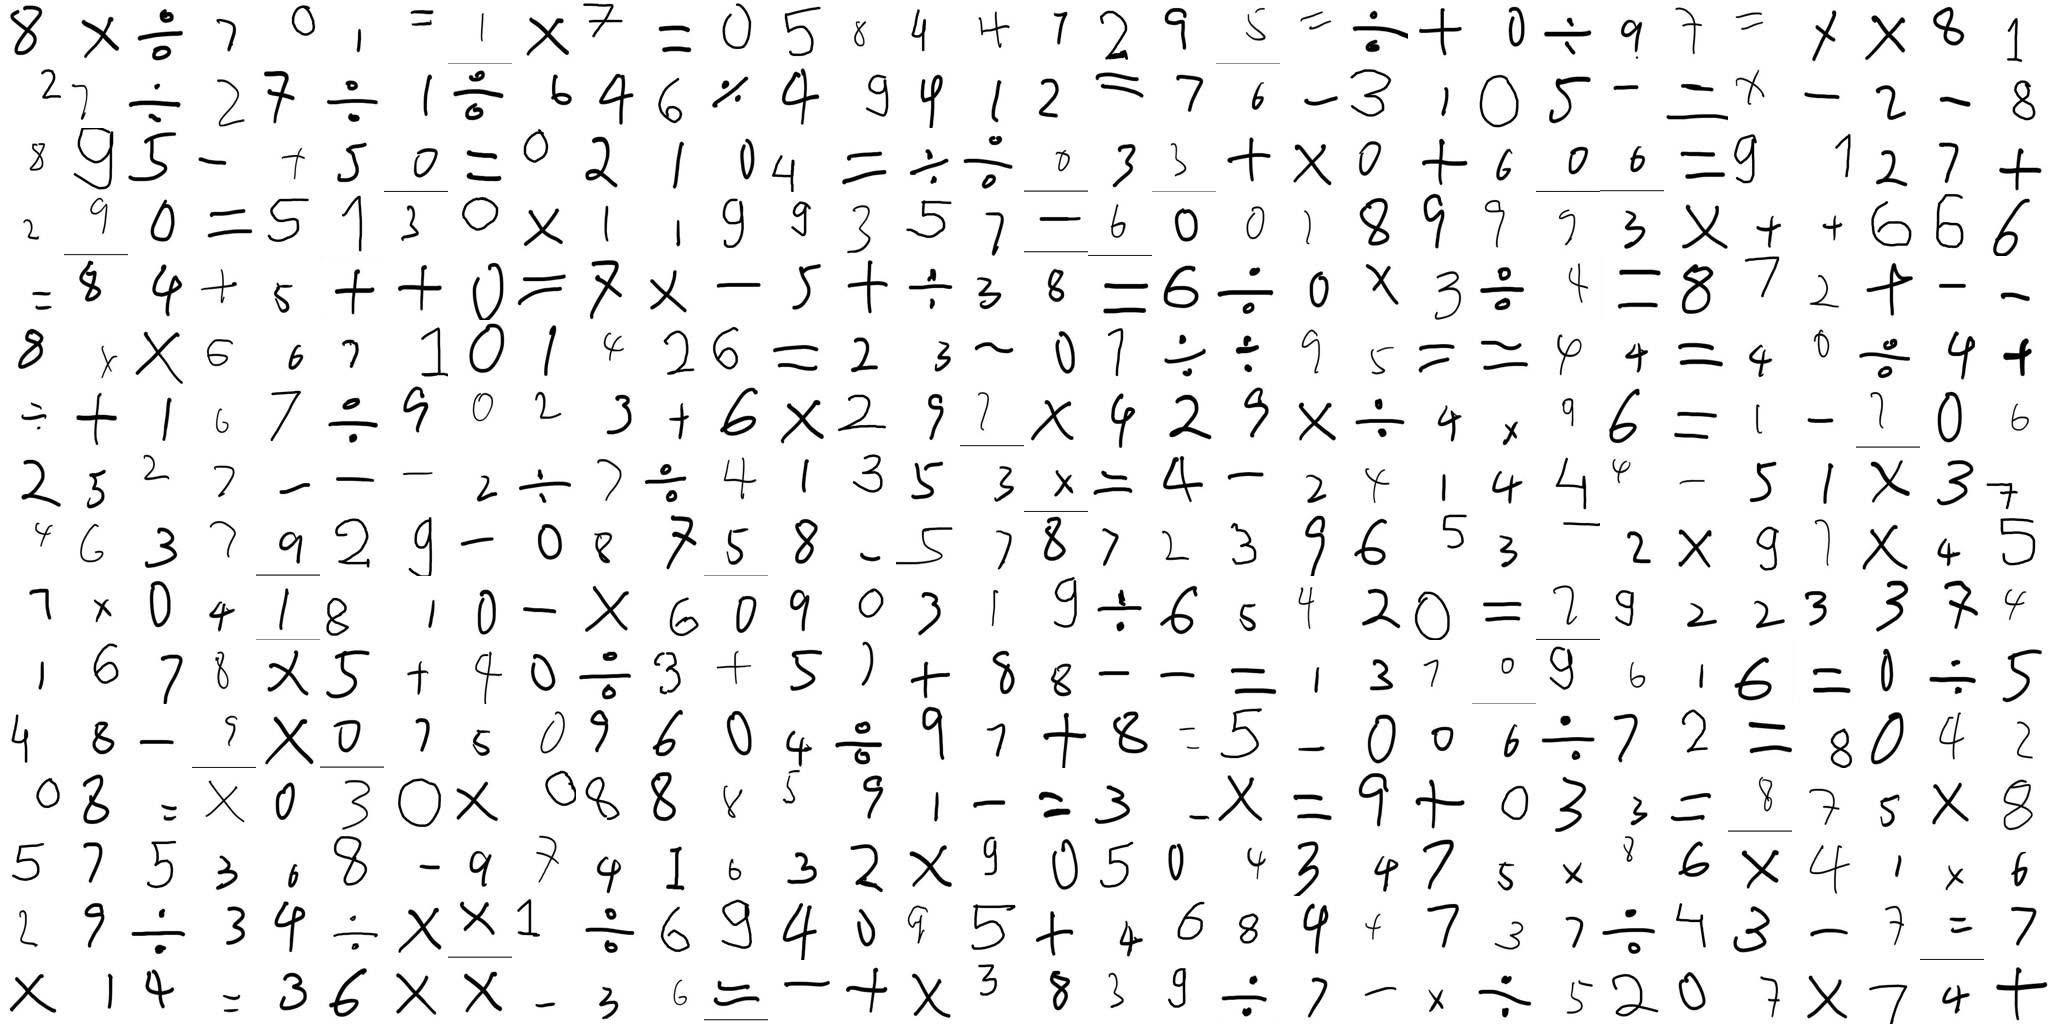 8 × ÷ 7 0 1 = 1 × 7 = 0 5 8 4 4 7 2 9 5 = ÷ + 0 ÷ 9 7 = × × 8 1
2 7 ÷ 2 7 ÷ 1 ÷ 6 4 6 ÷ 4 9 4 1 2 = 7 6 - 3 1 0 5 - = × - 2 - 8
8 9 5 - + 5 0 = 0 2 1 0 4 = ÷ ÷ 0 3 3 + × 0 + 6 0 6 = 9 1 2 7 +
2 9 0 = 5 1 3 0 × 1 1 9 9 3 5 7 - 6 0 0 1 8 9 9 9 3 × + + 6 6 6
= 8 4 + 5 + + 0 = 7 × - 5 + ÷ 3 8 = 6 ÷ 0 × 3 ÷ 4 = 8 7 2 + - -
8 × × 6 6 7 1 0 1 4 2 6 = 2 3 - 0 7 ÷ ÷ 9 5 = = 4 4 = 4 0 ÷ 4 +
÷ + 1 6 7 ÷ 9 0 2 3 + 6 × 2 9 7 × 4 2 9 × ÷ 4 × 9 6 = 1 - 7 0 6
2 5 2 7 - - - 2 ÷ 7 ÷ 4 1 3 5 3 × = 4 - 2 4 1 4 4 4 - 5 1 × 3 7
4 6 3 7 9 2 9 - 0 8 7 5 8 - 5 7 8 7 2 3 9 6 5 3 - 2 × 9 7 × 4 5
7 × 0 4 1 8 1 0 - × 6 0 9 0 3 1 9 ÷ 6 5 4 2 0 = 7 9 2 2 3 3 7 4
1 6 7 8 × 5 + 4 0 ÷ 3 + 5 7 + 8 8 - - = 1 3 7 0 9 6 1 6 = 0 ÷ 5
4 8 - 9 × 0 7 5 0 9 6 0 4 ÷ 9 7 + 8 = 5 - 0 0 6 ÷ 7 2 = 8 0 4 2
0 8 = × 0 3 0 × 0 8 8 8 5 9 1 - = 3 - × = 9 + 0 3 3 = 8 7 5 × 8
5 7 5 3 6 8 - 9 7 4 1 6 3 2 × 9 0 5 0 4 3 4 7 5 × 8 6 × 4 1 × 6
2 9 ÷ 3 4 ÷ × × 1 ÷ 6 9 4 0 9 5 + 4 6 8 4 + 7 3 7 ÷ 4 3 - 7 = 7
× 1 4 = 3 6 × × - 3 6 = - + × 3 8 3 9 ÷ 7 - × ÷ 5 2 0 7 × 7 4 +